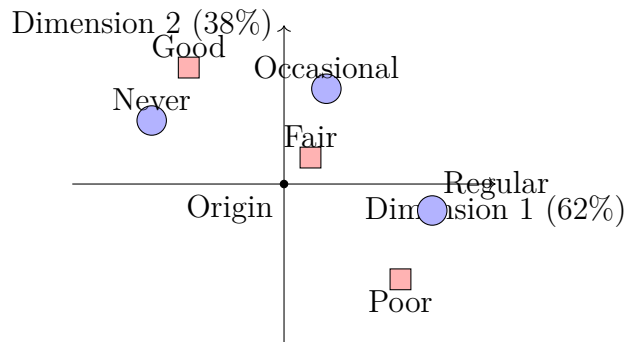 Dimension 2 (38%)
Good
Occasional
Never
Fair
Regular
Origin
Dimension 1 (62%)
Poor